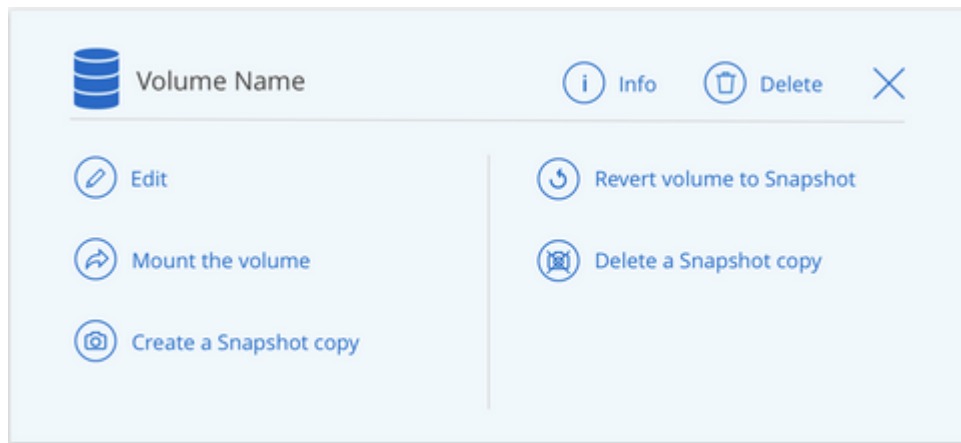 Volume Name
Info
Delete
Edit
Mount the volume
Create a Snapshot copy
Revert volume to Snapshot
Delete a Snapshot copy